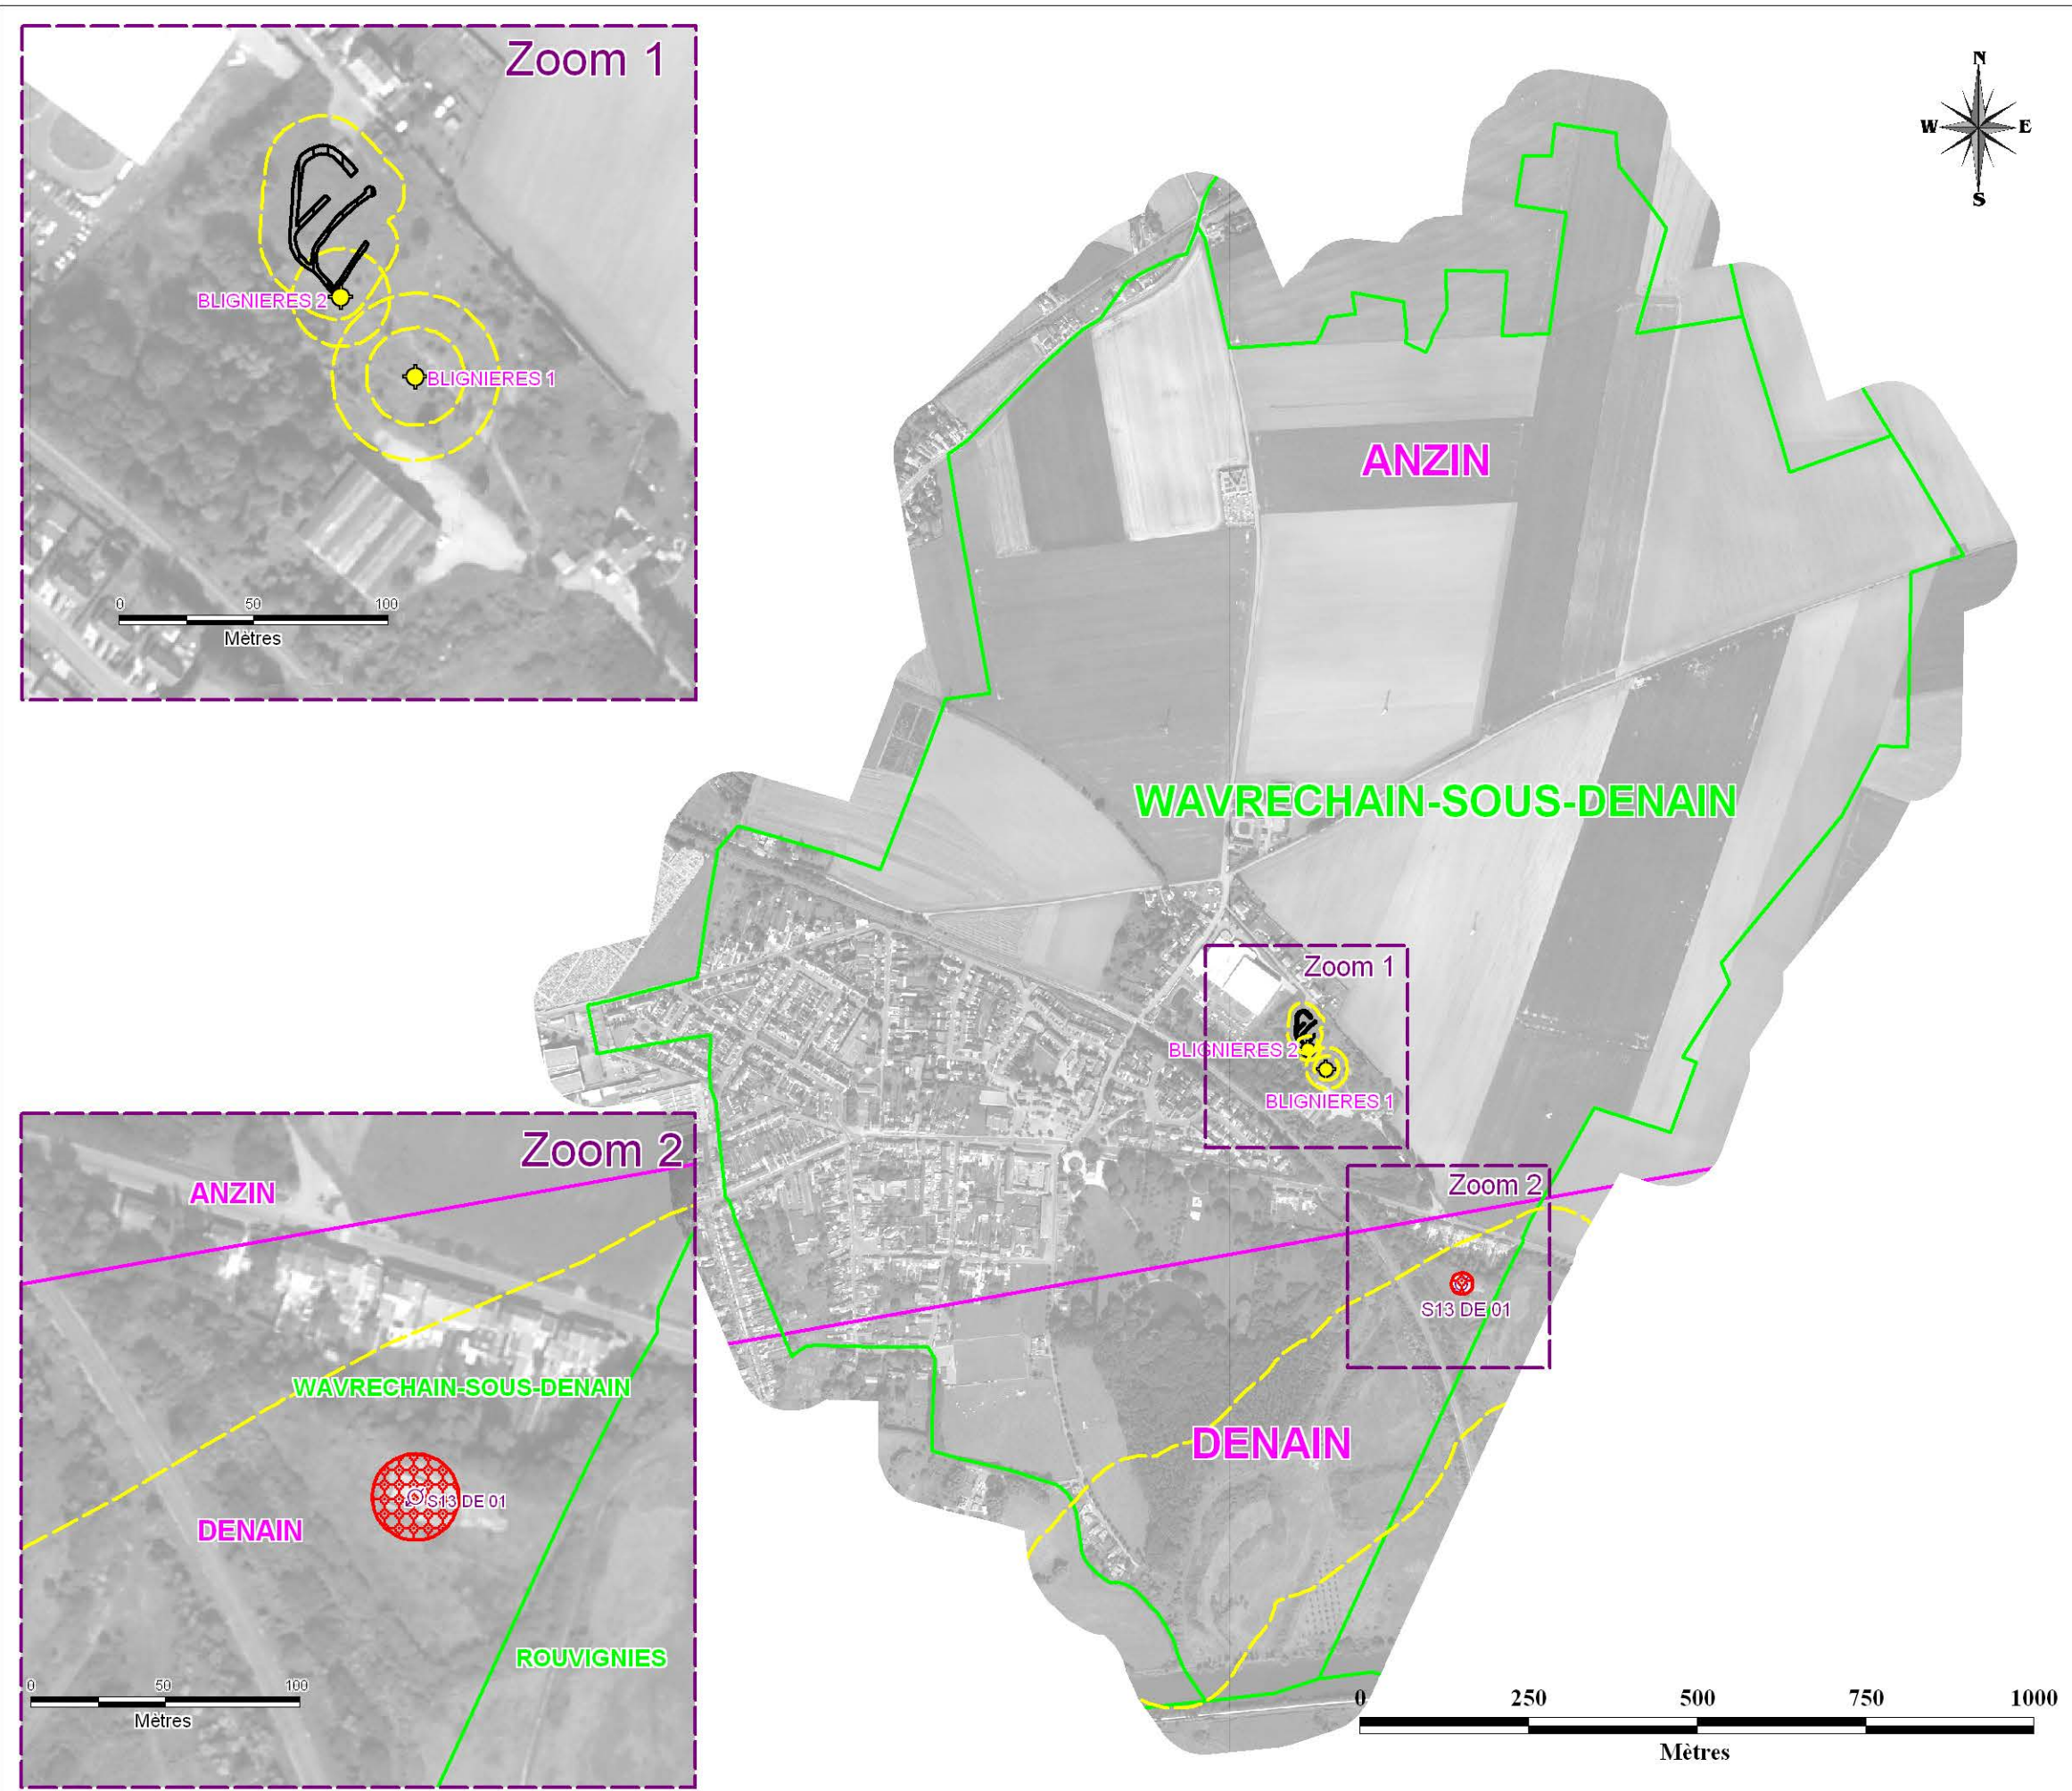 Zoom 1
BLIGNIERES 2
BLIGNIERES 1
0 50 100
Mètres
N
W E
S
ANZIN
WAVRECHAIN-SOUS-DENAIN
Zoom 1
BLIGNIERES 2
BLIGNIERES 1
Zoom 2
S13 DE 01
DENAIN
Zoom 2
ANZIN
WAVRECHAIN-SOUS-DENAIN
S13 DE 01
DENAIN
ROUVIGNIES
0 50 100
Mètres
0 250 500 750 1000
Mètres